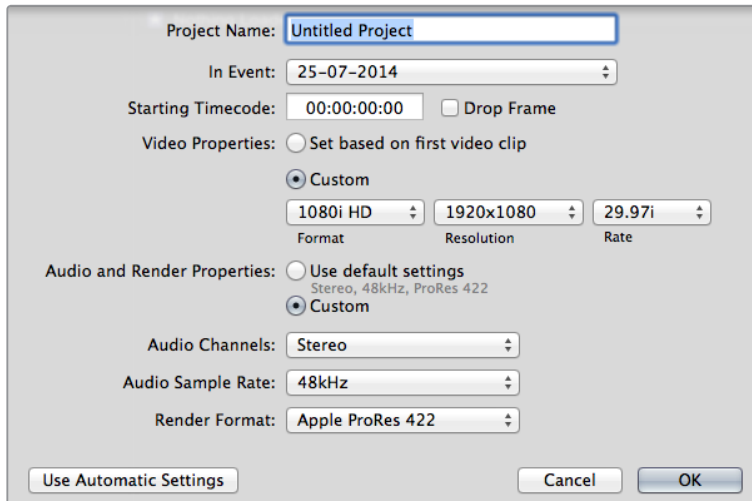 Project Name: Untitled Project
In Event: 25-07-2014
Starting Timecode: 00:00:00:00 Drop Frame
Video Properties: Set based on first video clip
Custom
1080i HD 1920x1080 29.97i
Format Resolution Rate
Audio and Render Properties: Use default settings
Stereo, 48kHz, ProRes 422
Custom
Audio Channels: Stereo
Audio Sample Rate: 48kHz
Render Format: Apple ProRes 422
Use Automatic Settings Cancel OK